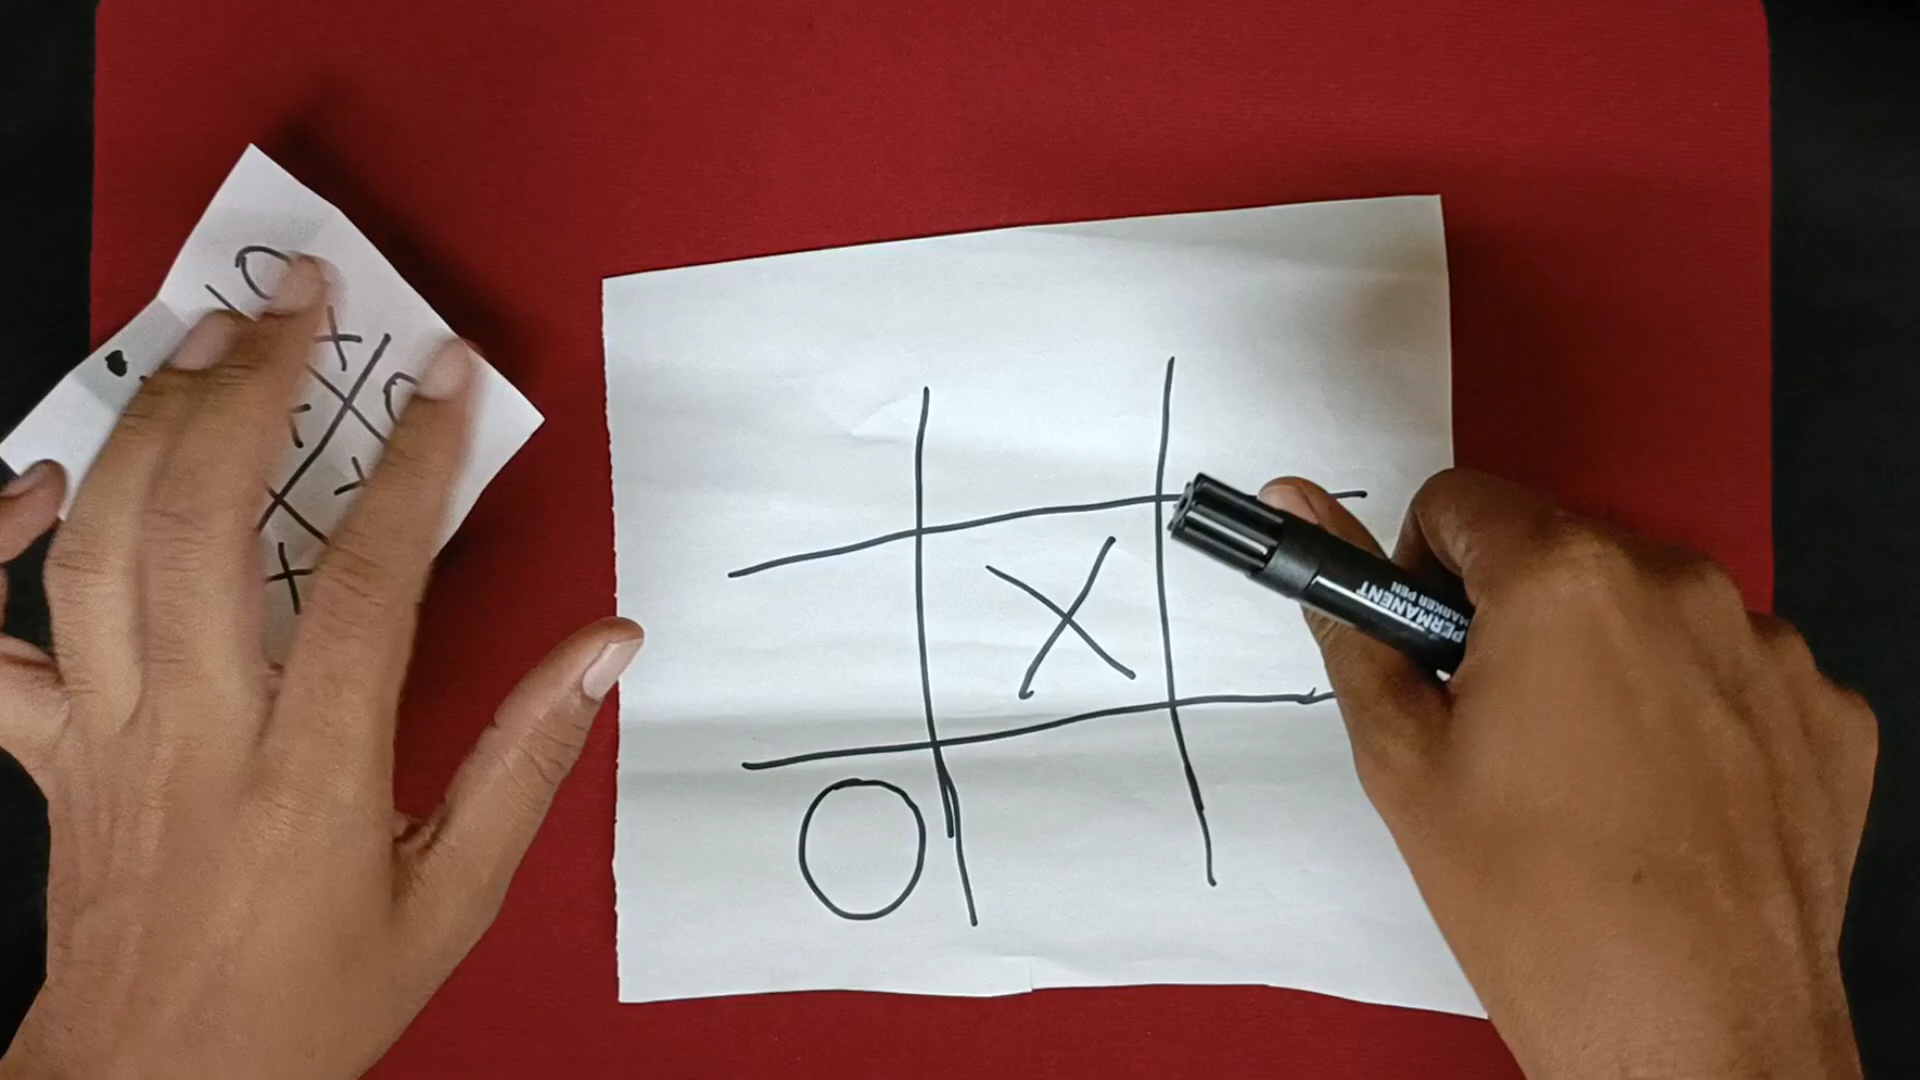 O
X
O
X
X
O
PERMANENT
MARKER PEN